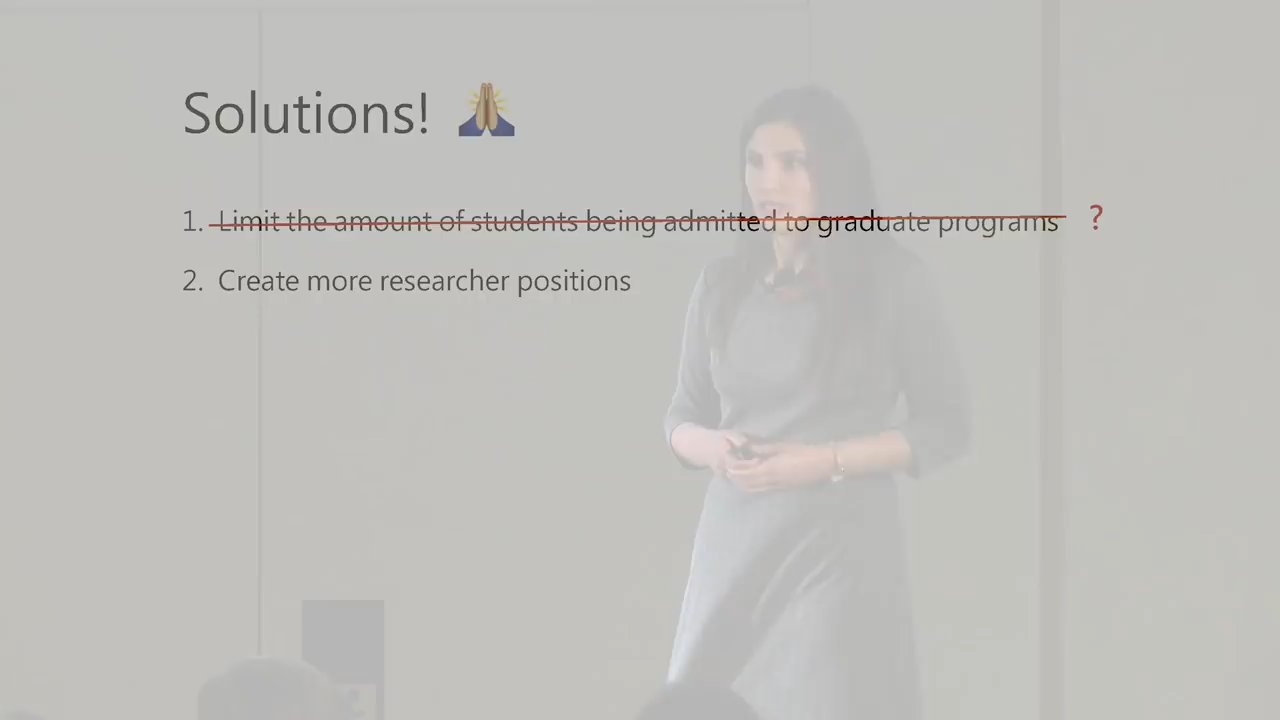 Solutions! 🙏
1. Limit the amount of students being admitted to graduate programs ?
2. Create more researcher positions